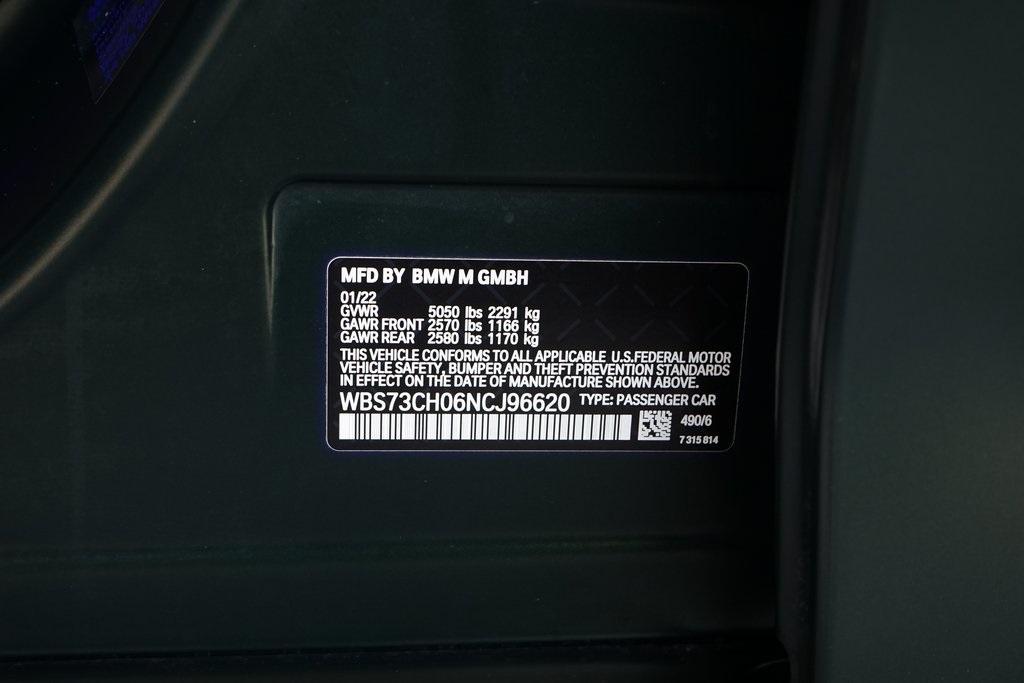 MFD BY BMW M GMBH
01/22
GVWR 5050 lbs 2291 kg
GAWR FRONT 2570 lbs 1166 kg
GAWR REAR 2580 lbs 1170 kg
THIS VEHICLE CONFORMS TO ALL APPLICABLE U.S.FEDERAL MOTOR
VEHICLE SAFETY, BUMPER AND THEFT PREVENTION STANDARDS
IN EFFECT ON THE DATE OF MANUFACTURE SHOWN ABOVE.
WBS73CH06NCJ96620 TYPE: PASSENGER CAR
490/6
7 315 814